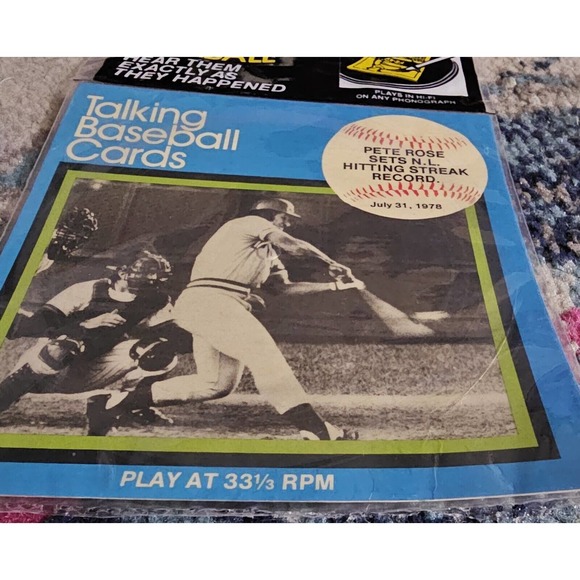 HEAR THEM
EXACTLY AS
THEY HAPPENED
PLAYS IN HI-FI
ON ANY PHONOGRAPH
Talking
Baseball
Cards
PETE ROSE
SETS N.L.
HITTING STREAK
RECORD.
July 31, 1978
PLAY AT 33⅓ RPM